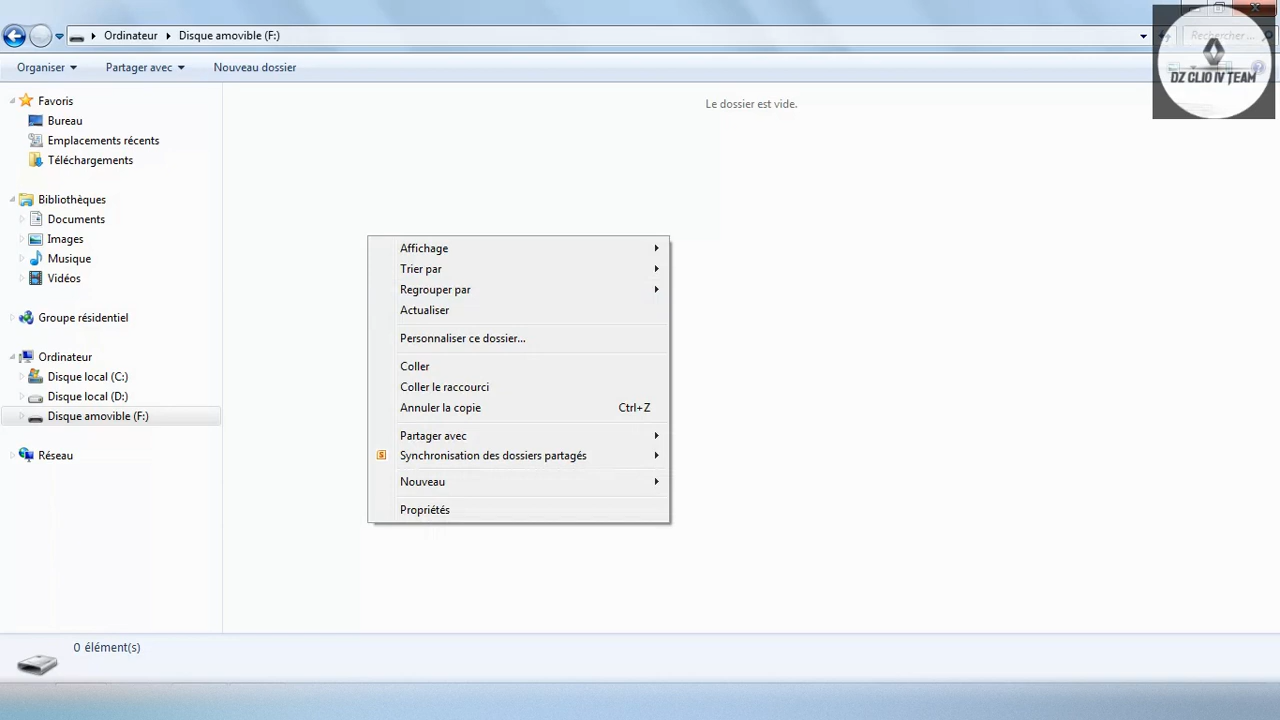 Ordinateur
Disque amovible (F:)
Rechercher...
Organiser
Partager avec
Nouveau dossier
DZ CLIO IV TEAM
Favoris
Bureau
Emplacements récents
Téléchargements
Bibliothèques
Documents
Images
Musique
Vidéos
Groupe résidentiel
Ordinateur
Disque local (C:)
Disque local (D:)
Disque amovible (F:)
Réseau
Le dossier est vide.
Affichage
Trier par
Regrouper par
Actualiser
Personnaliser ce dossier...
Coller
Coller le raccourci
Annuler la copie Ctrl+Z
Partager avec
S Synchronisation des dossiers partagés
Nouveau
Propriétés
0 élément(s)